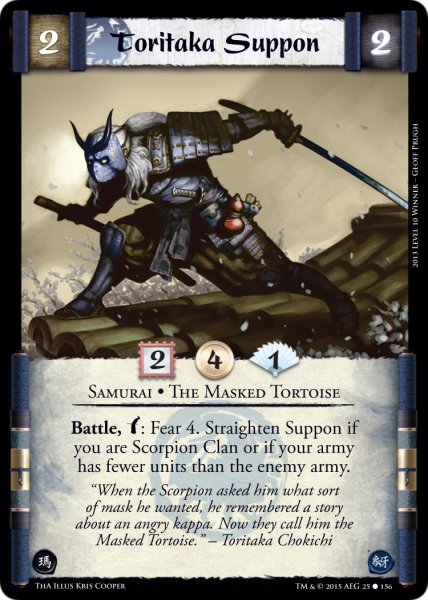 2 Toritaka Suppon 2
2013 Level 10 Winner – Geoff Prugh
2 4 1
Samurai • The Masked Tortoise
Battle, : Fear 4. Straighten Suppon if
you are Scorpion Clan or if your army
has fewer units than the enemy army.
“When the Scorpion asked him what sort
of mask he wanted, he remembered a story
about an angry kappa. Now they call him the
Masked Tortoise.” – Toritaka Chokichi
Tha Illus Kris Cooper TM & © 2015 AEG 25 ● 156